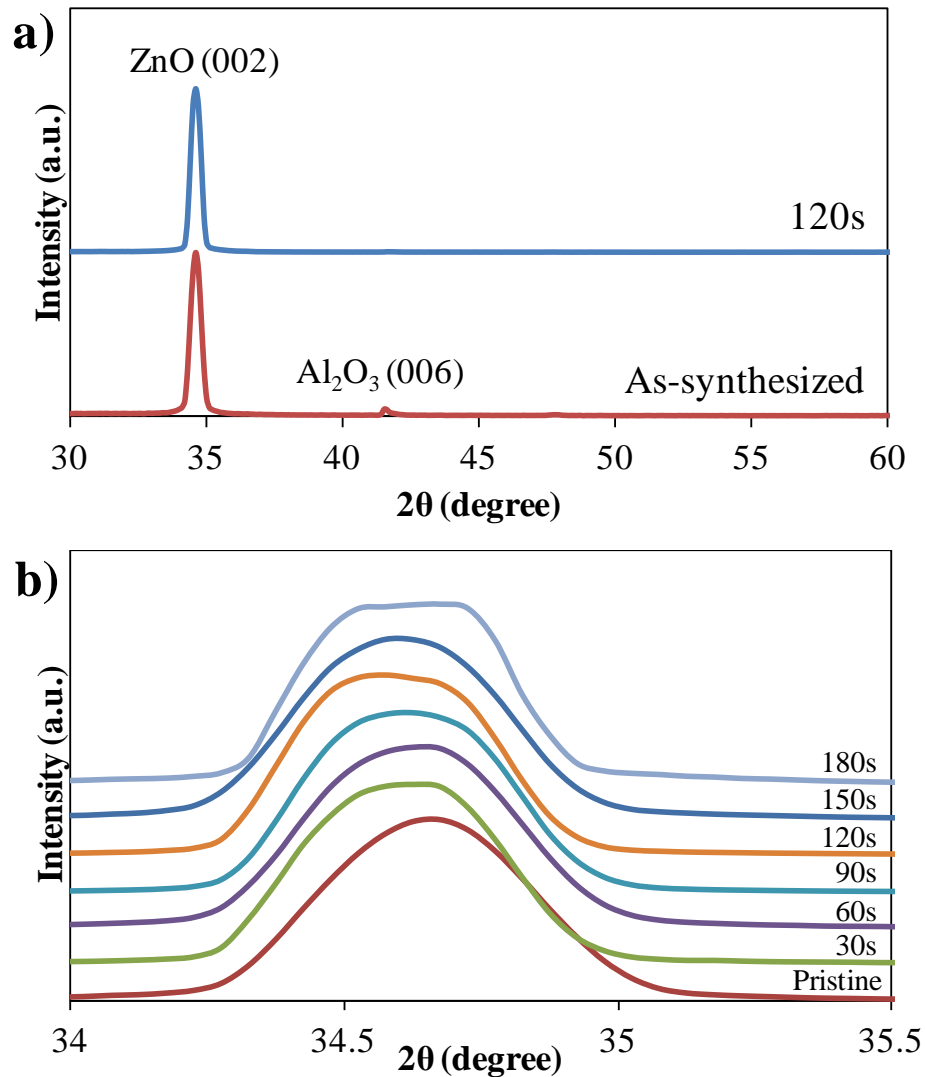 a)
ZnO (002)
120s
Al₂O₃ (006)
As-synthesized
Intensity (a.u.)
30 35 40 45 50 55 60
2θ (degree)
b)
180s
150s
120s
90s
60s
30s
Pristine
Intensity (a.u.)
34 34.5 35 35.5
2θ (degree)